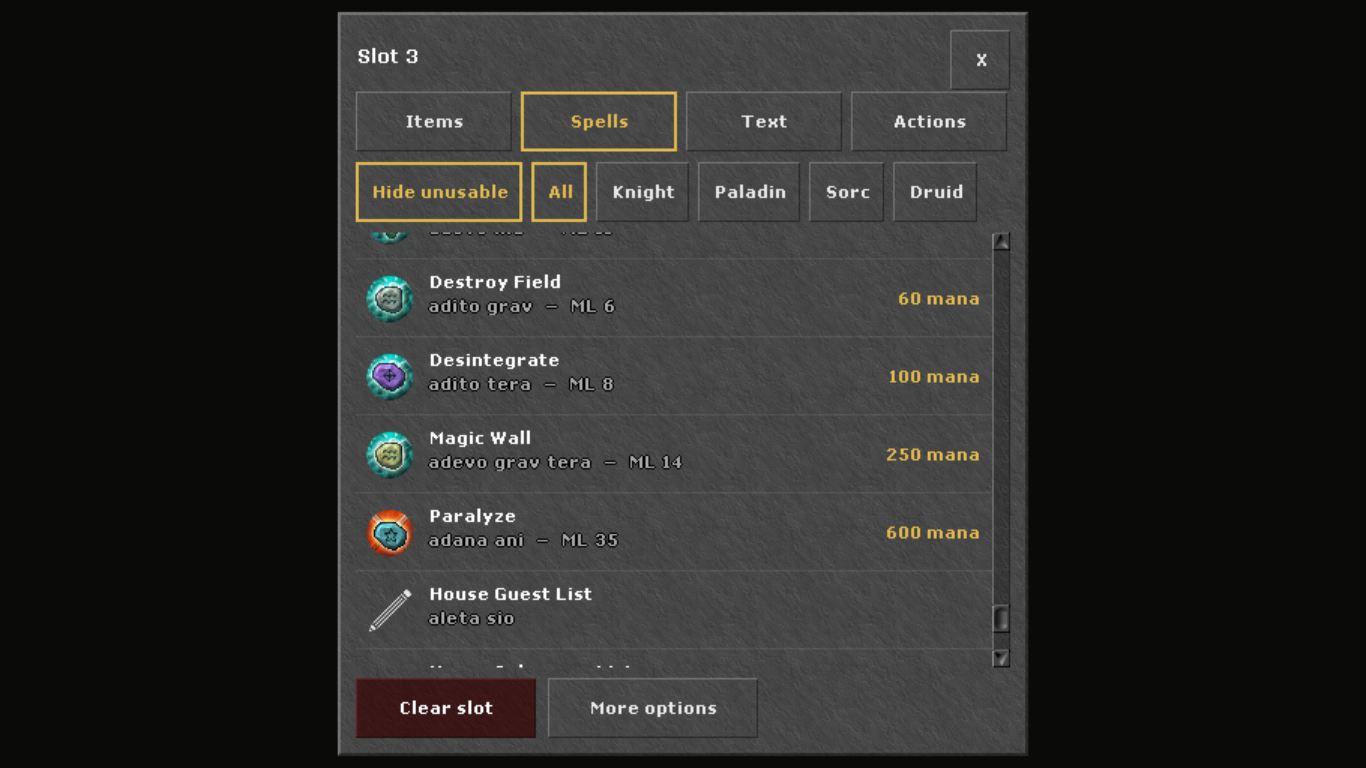 Slot 3
x
Items
Spells
Text
Actions
Hide unusable
All
Knight
Paladin
Sorc
Druid
Destroy Field
adito grav – ML 6
60 mana
Desintegrate
adito tera – ML 8
100 mana
Magic Wall
adevo grav tera – ML 14
250 mana
Paralyze
adana ani – ML 35
600 mana
House Guest List
aleta sio
Clear slot
More options